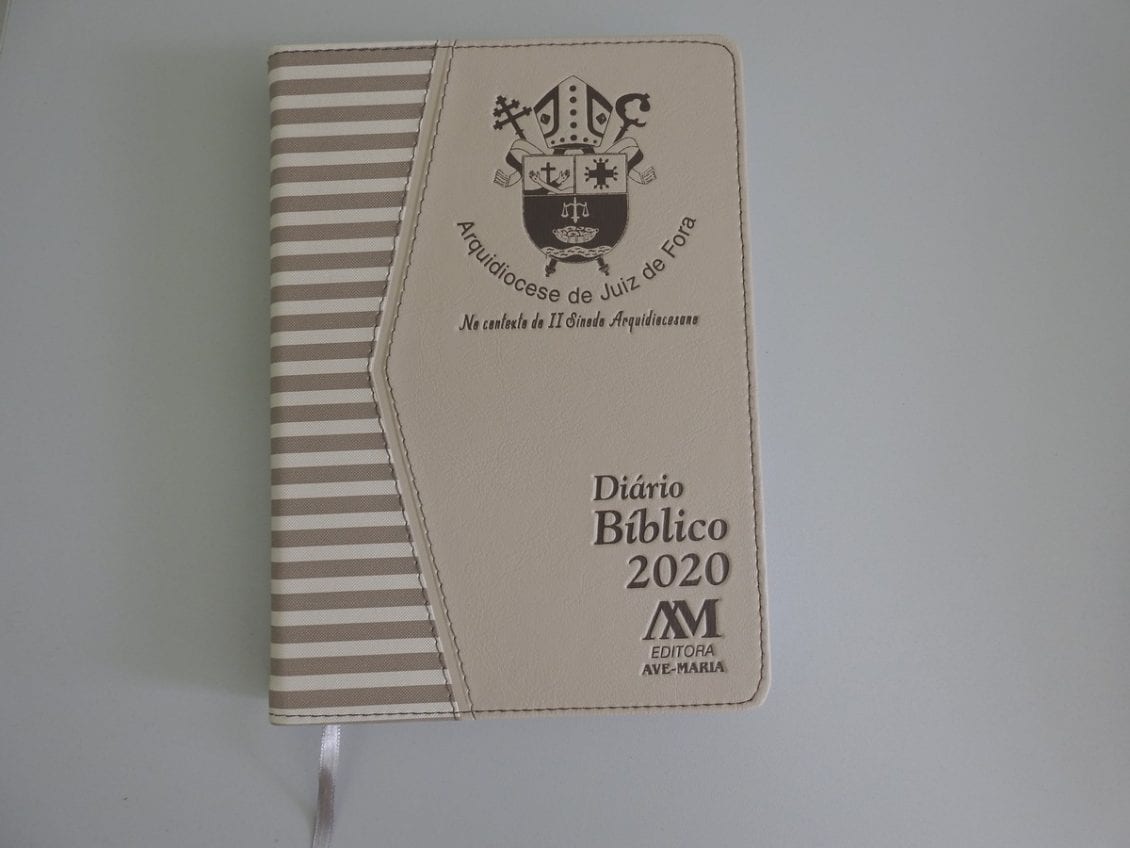 Arquidiocese de Juiz de Fora
No contexto do II Sínodo Arquidiocesano
Diário
Bíblico
2020
AM
EDITORA
AVE-MARIA